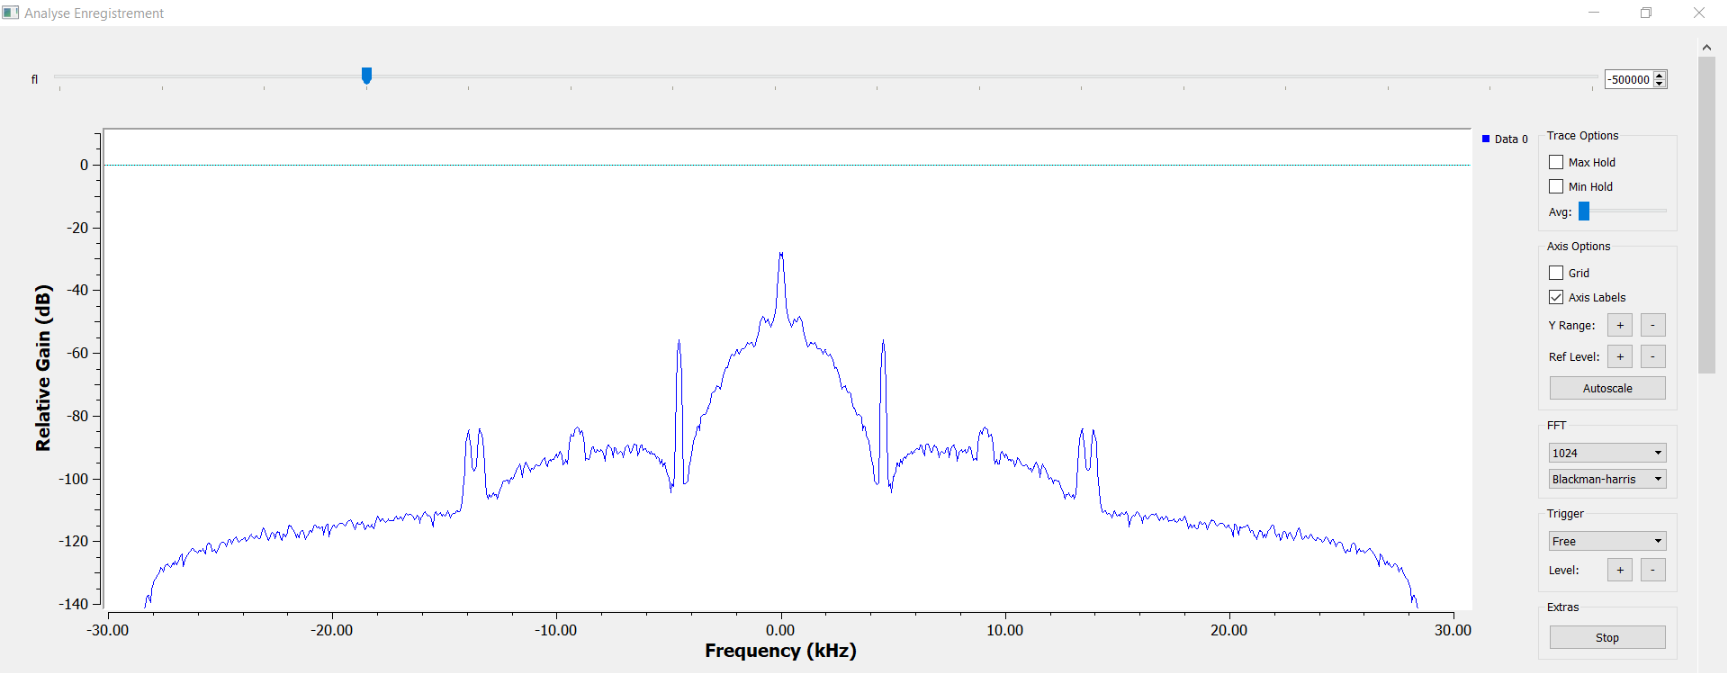 Analyse Enregistrement
fl
-500000
Data 0
Trace Options
Max Hold
Min Hold
Avg:
Axis Options
Grid
Axis Labels
Y Range: + -
Ref Level: + -
Autoscale
FFT
1024
Blackman-harris
Trigger
Free
Level: + -
Extras
Stop
Relative Gain (dB)
0
-20
-40
-60
-80
-100
-120
-140
-30.00 -20.00 -10.00 0.00 10.00 20.00 30.00
Frequency (kHz)